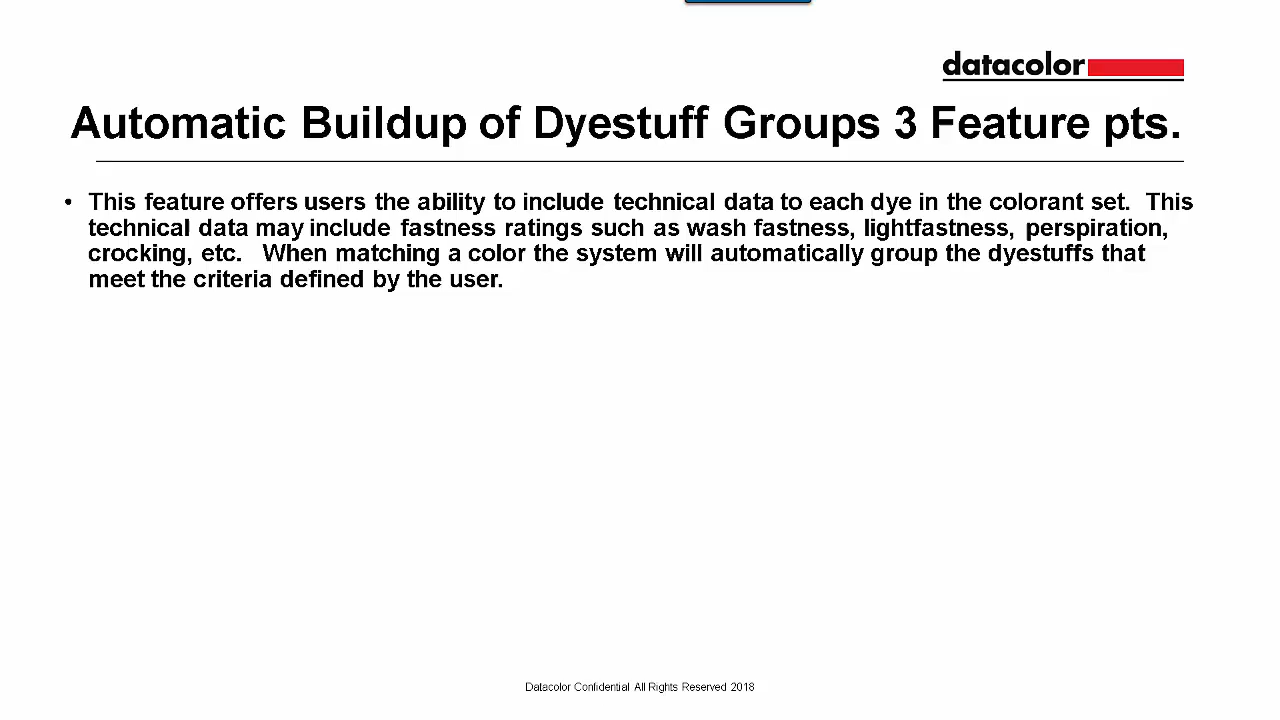 datacolor
Automatic Buildup of Dyestuff Groups 3 Feature pts.
• This feature offers users the ability to include technical data to each dye in the colorant set. This
technical data may include fastness ratings such as wash fastness, lightfastness, perspiration,
crocking, etc. When matching a color the system will automatically group the dyestuffs that
meet the criteria defined by the user.
Datacolor Confidential All Rights Reserved 2018